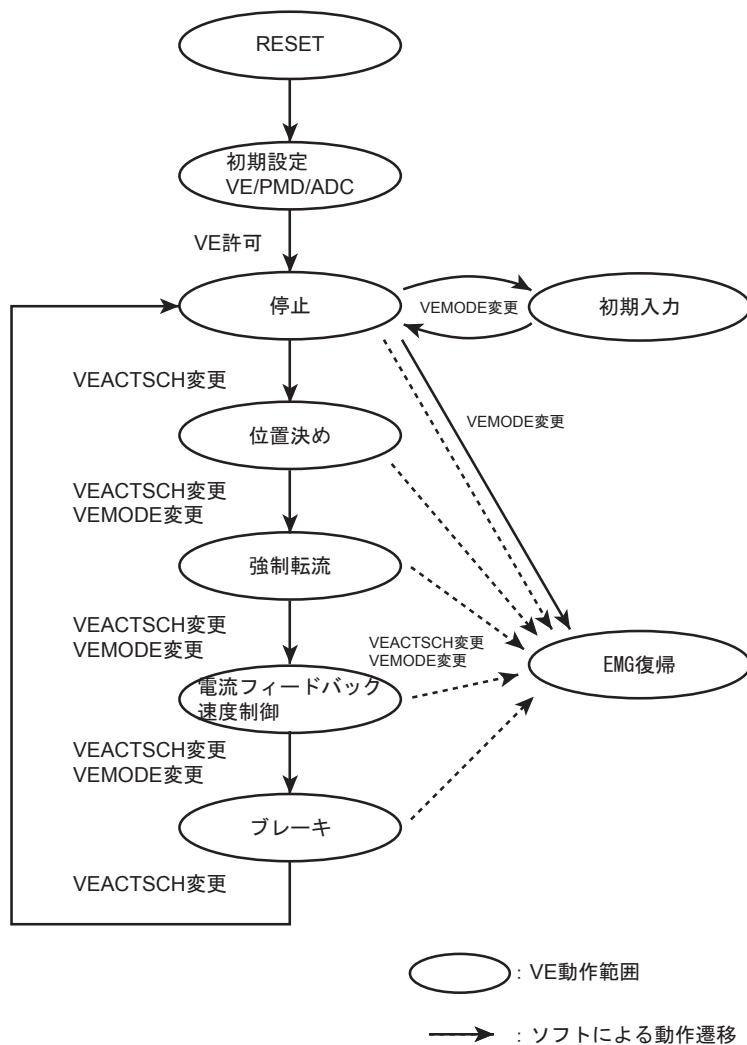 RESET
初期設定
VE/PMD/ADC
VE許可
停止
VEMODE変更
初期入力
VEACTSCH変更
VEMODE変更
位置決め
VEACTSCH変更
VEMODE変更
強制転流
VEACTSCH変更
VEMODE変更
VEACTSCH変更
VEMODE変更
EMG復帰
電流フィードバック
速度制御
VEACTSCH変更
VEMODE変更
ブレーキ
VEACTSCH変更
: VE動作範囲
: ソフトによる動作遷移